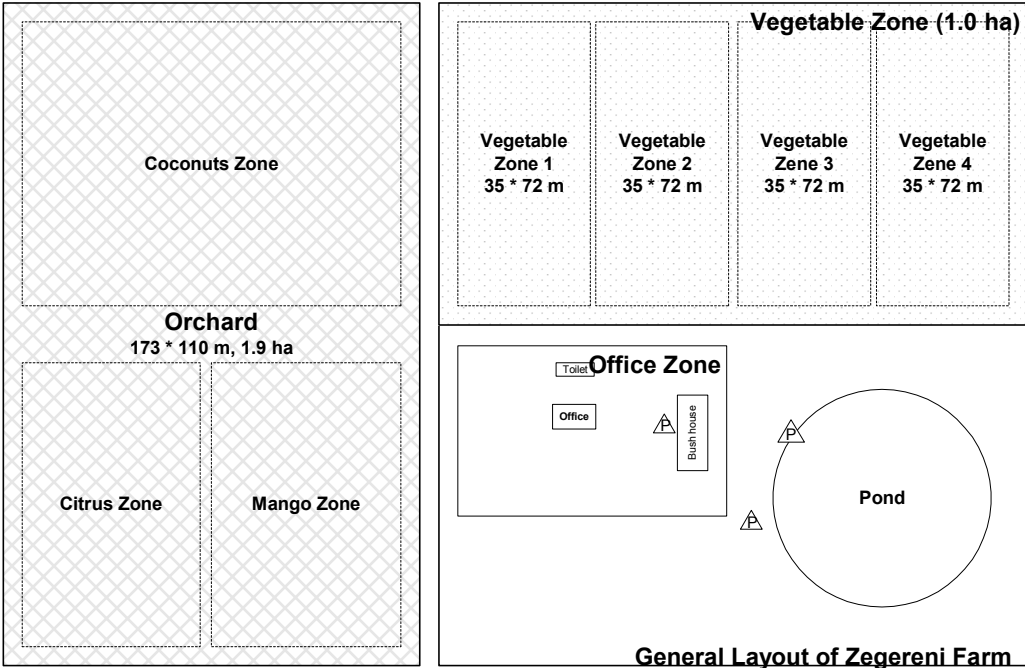 Coconuts Zone
Orchard
173 * 110 m, 1.9 ha
Citrus Zone
Mango Zone
Vegetable Zone (1.0 ha)
Vegetable
Zone 1
35 * 72 m
Vegetable
Zone 2
35 * 72 m
Vegetable
Zene 3
35 * 72 m
Vegetable
Zene 4
35 * 72 m
Office Zone
Toilet
Office
P
Bush house
P
P
Pond
General Layout of Zegereni Farm